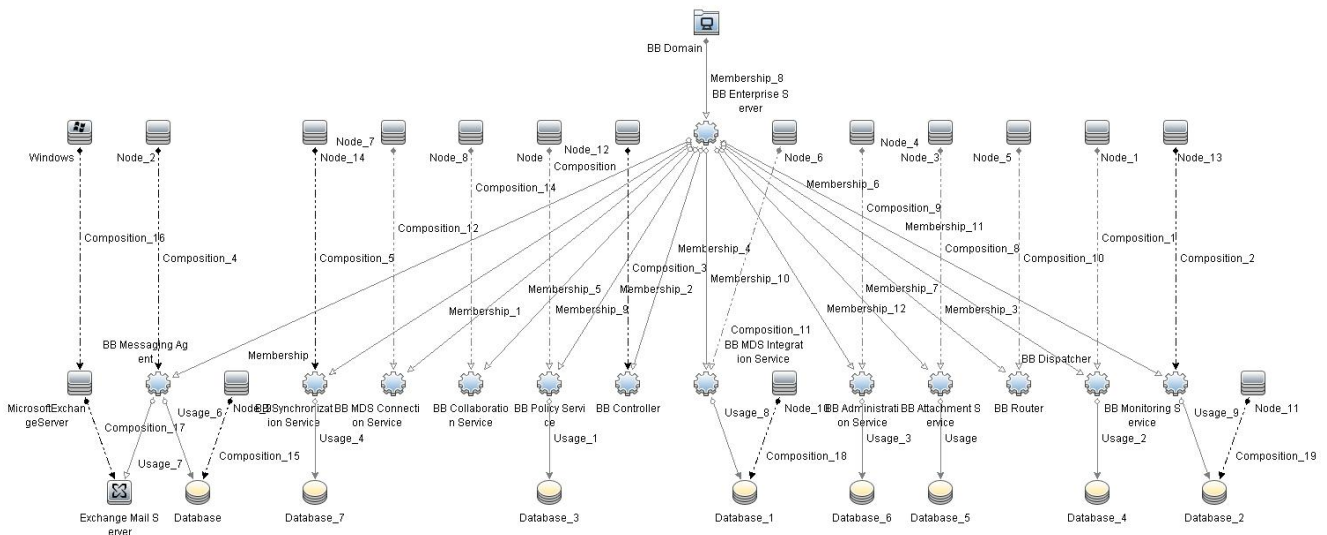 BB Domain
Membership_8
BB Enterprise S
erver
Windows
Node_2
Node_7
Node_14
Node_8
Node
Node_12
Node_6
Node_4
Node_3
Node_5
Node_1
Node_13
Composition
Composition_14
Membership_6
Composition_9
Composition_12
Membership_11
Composition_16
Composition_1
Membership_4
Composition_8
Composition_4
Composition_5
Composition_3
Composition_10
Composition_2
Membership_10
Membership_5
Membership_2
Membership_7
Membership_1
Membership_9
Membership_12
Membership_3
Composition_11
BB Messaging Ag
ent
Membership
BB MDS Integrat
ion Service
BB Dispatcher
MicrosoftExchan
geServer
Usage_6
BB Synchronizat
ion Service
BB MDS Connecti
on Service
BB Collaboratio
n Service
BB Policy Servi
ce
BB Controller
Usage_8
Node_10
BB Administrati
on Service
BB Attachment S
ervice
BB Router
BB Monitoring S
ervice
Usage_9
Node_11
Composition_17
Usage_4
Usage_1
Usage_3
Usage
Usage_2
Usage_7
Composition_15
Composition_18
Composition_19
Exchange Mail S
erver
Database
Database_7
Database_3
Database_1
Database_6
Database_5
Database_4
Database_2